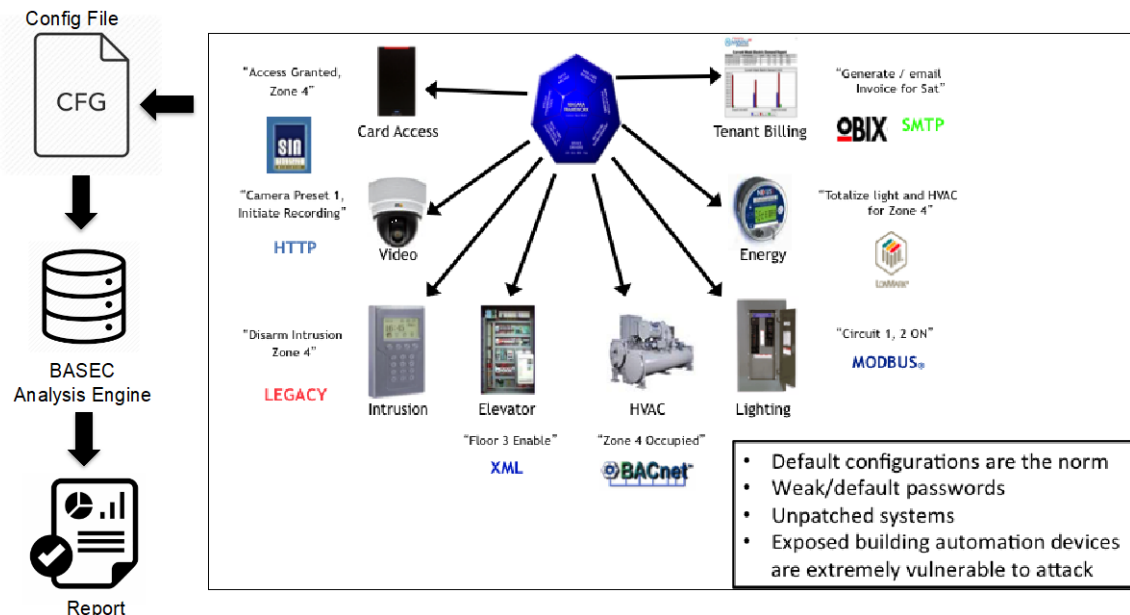 Config File
CFG
BASEC
Analysis Engine
Report
"Access Granted,
Zone 4"
SIA
Card Access
Tenant Billing
"Generate / email
Invoice for Sat"
OBIX
SMTP
"Camera Preset 1,
Initiate Recording"
HTTP
Video
Energy
"Totalize light and HVAC
for Zone 4"
LONMARK®
"Disarm Intrusion
Zone 4"
LEGACY
Intrusion
Elevator
HVAC
Lighting
"Circuit 1, 2 ON"
MODBUS®
"Floor 3 Enable"
XML
"Zone 4 Occupied"
BACnet™
• Default configurations are the norm
• Weak/default passwords
• Unpatched systems
• Exposed building automation devices
are extremely vulnerable to attack